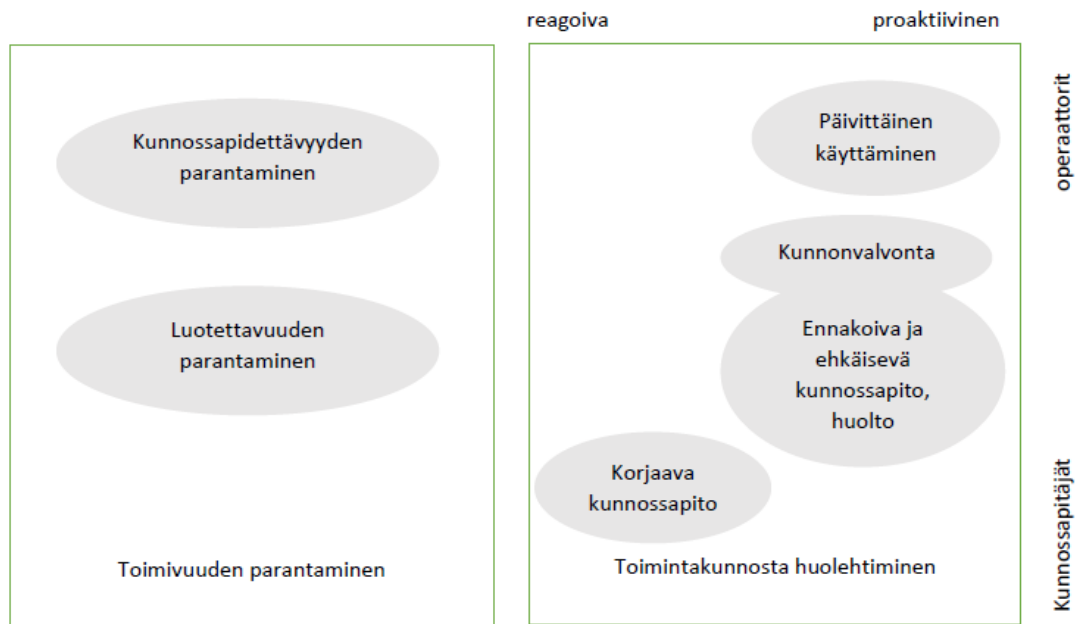 reagoiva
proaktiivinen
Kunnossapidettävyyden
parantaminen
Luotettavuuden
parantaminen
Toimivuuden parantaminen
Päivittäinen
käyttäminen
Kunnonvalvonta
Ennakoiva ja
ehkäisevä
kunnossapito,
huolto
Korjaava
kunnossapito
Toimintakunnosta huolehtiminen
operaattorit
Kunnossapitäjät